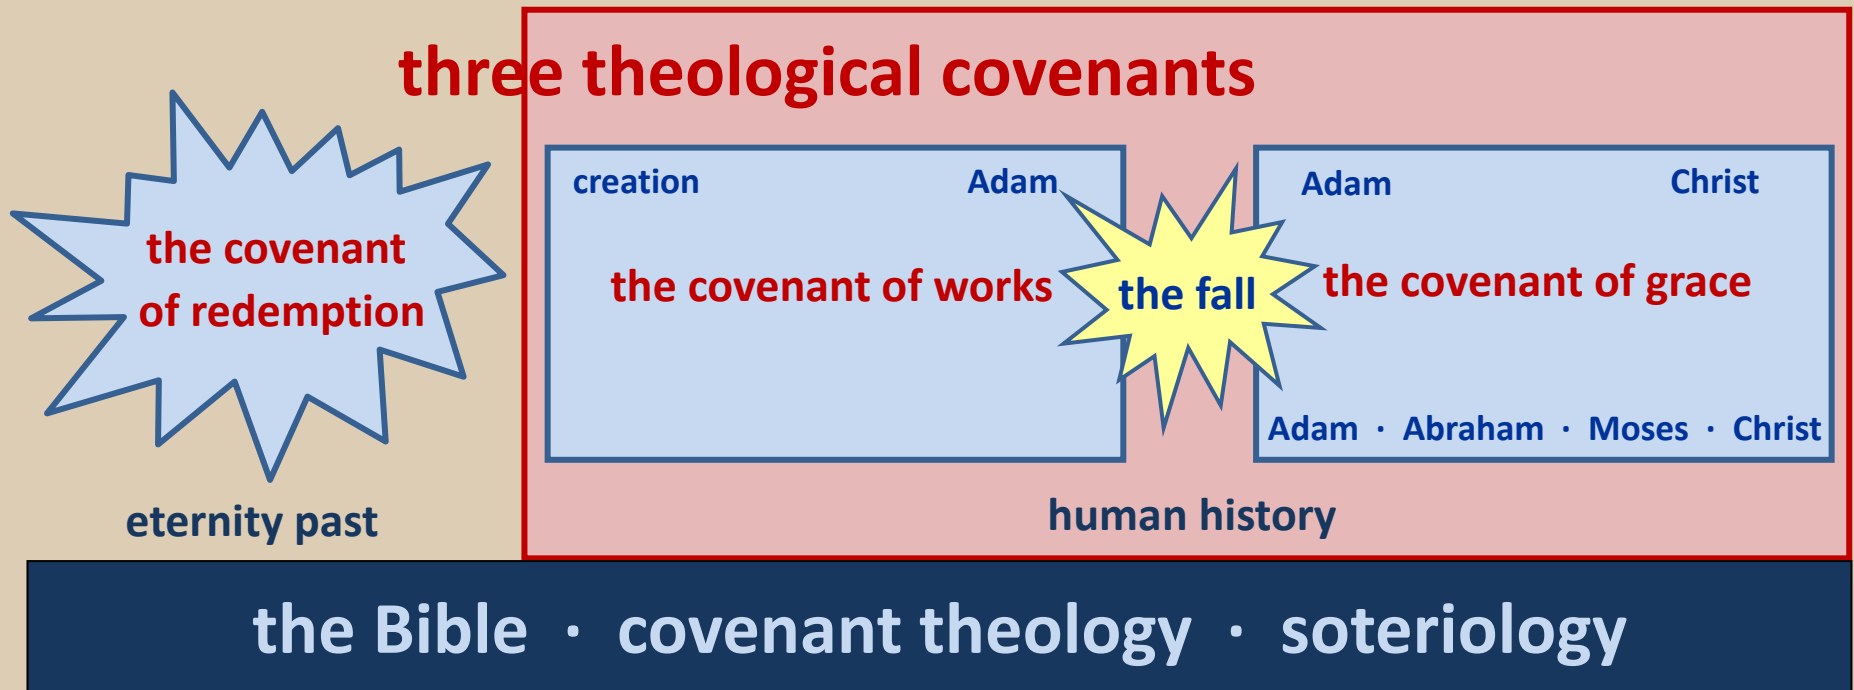 three theological covenants
the covenant
of redemption
eternity past
creation Adam
the covenant of works
the fall
Adam Christ
the covenant of grace
Adam · Abraham · Moses · Christ
human history
the Bible · covenant theology · soteriology